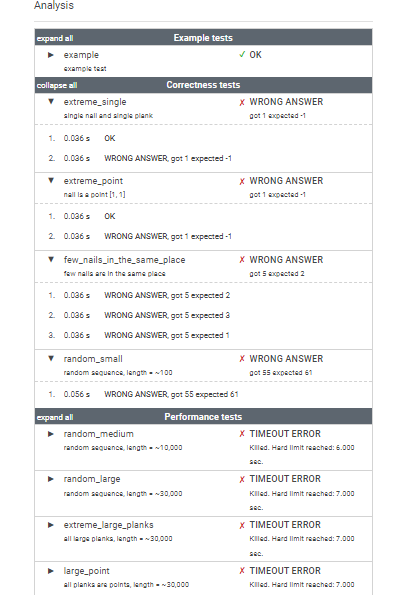 Analysis
expand all Example tests
▶ example ✓ OK
example test
collapse all Correctness tests
▼ extreme_single ✗ WRONG ANSWER
single nail and single plank got 1 expected -1
1. 0.036 s OK
2. 0.036 s WRONG ANSWER, got 1 expected -1
▼ extreme_point ✗ WRONG ANSWER
nail is a point [1, 1] got 1 expected -1
1. 0.036 s OK
2. 0.036 s WRONG ANSWER, got 1 expected -1
▼ few_nails_in_the_same_place ✗ WRONG ANSWER
few nails are in the same place got 5 expected 2
1. 0.036 s WRONG ANSWER, got 5 expected 2
2. 0.036 s WRONG ANSWER, got 5 expected 3
3. 0.036 s WRONG ANSWER, got 5 expected 1
▼ random_small ✗ WRONG ANSWER
random sequence, length = ~100 got 55 expected 61
1. 0.056 s WRONG ANSWER, got 55 expected 61
expand all Performance tests
▶ random_medium ✗ TIMEOUT ERROR
random sequence, length = ~10,000 Killed. Hard limit reached: 6.000
sec.
▶ random_large ✗ TIMEOUT ERROR
random sequence, length = ~30,000 Killed. Hard limit reached: 7.000
sec.
▶ extreme_large_planks ✗ TIMEOUT ERROR
all large planks, length = ~30,000 Killed. Hard limit reached: 7.000
sec.
▶ large_point ✗ TIMEOUT ERROR
all planks are points, length = ~30,000 Killed. Hard limit reached: 7.000